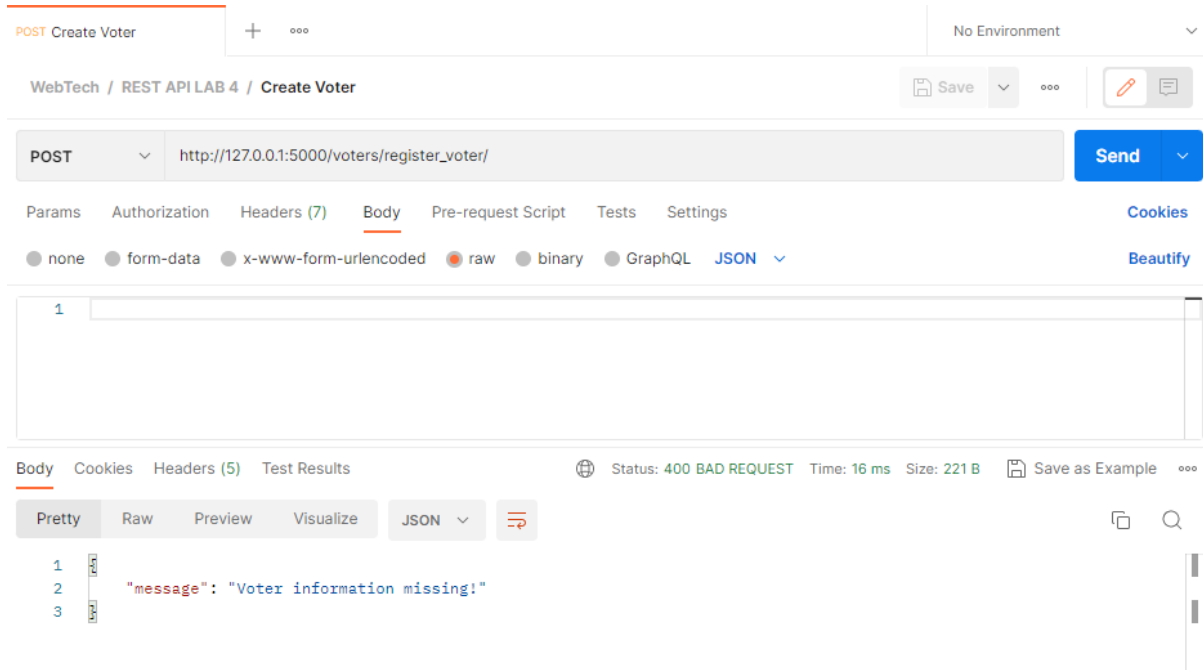 POST Create Voter + ooo No Environment
WebTech / REST API LAB 4 / Create Voter Save ooo
POST http://127.0.0.1:5000/voters/register_voter/ Send
Params Authorization Headers (7) Body Pre-request Script Tests Settings Cookies
none form-data x-www-form-urlencoded raw binary GraphQL JSON Beautify
1
Body Cookies Headers (5) Test Results Status: 400 BAD REQUEST Time: 16 ms Size: 221 B Save as Example ooo
Pretty Raw Preview Visualize JSON
1 {
2 "message": "Voter information missing!"
3 }